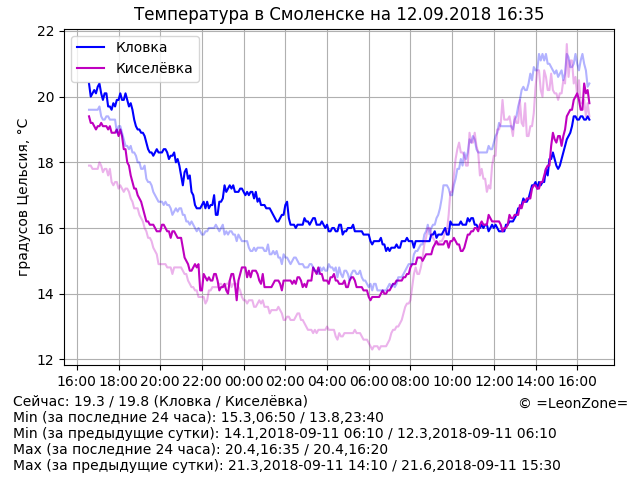 Температура в Смоленске на 12.09.2018 16:35
Кловка
Киселёвка
градусов Цельсия, °C
22
20
18
16
14
12
16:00 18:00 20:00 22:00 00:00 02:00 04:00 06:00 08:00 10:00 12:00 14:00 16:00
Сейчас: 19.3 / 19.8 (Кловка / Киселёвка)
© =LeonZone=
Min (за последние 24 часа): 15.3,06:50 / 13.8,23:40
Min (за предыдущие сутки): 14.1,2018-09-11 06:10 / 12.3,2018-09-11 06:10
Max (за последние 24 часа): 20.4,16:35 / 20.4,16:20
Max (за предыдущие сутки): 21.3,2018-09-11 14:10 / 21.6,2018-09-11 15:30